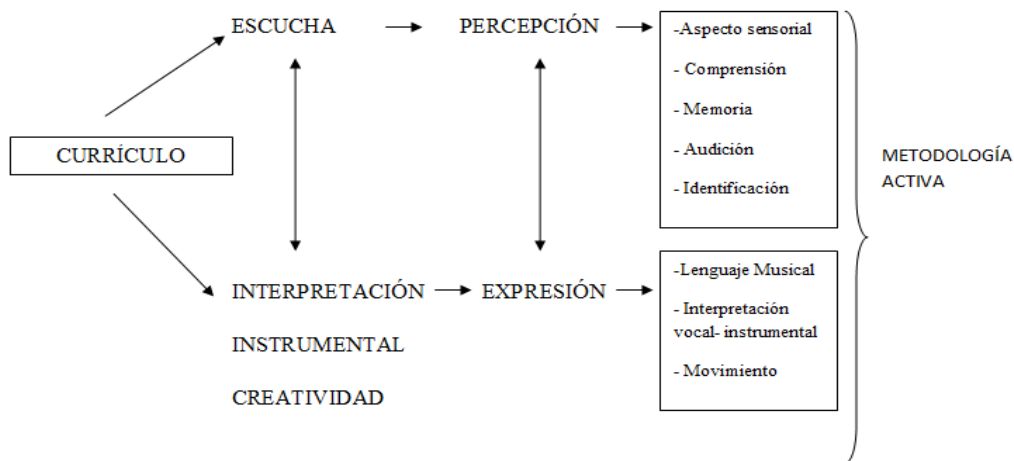 ESCUCHA
PERCEPCIÓN
-Aspecto sensorial
- Comprensión
- Memoria
- Audición
- Identificación
CURRÍCULO
METODOLOGÍA
ACTIVA
INTERPRETACIÓN
INSTRUMENTAL
CREATIVIDAD
EXPRESIÓN
-Lenguaje Musical
- Interpretación
vocal- instrumental
- Movimiento